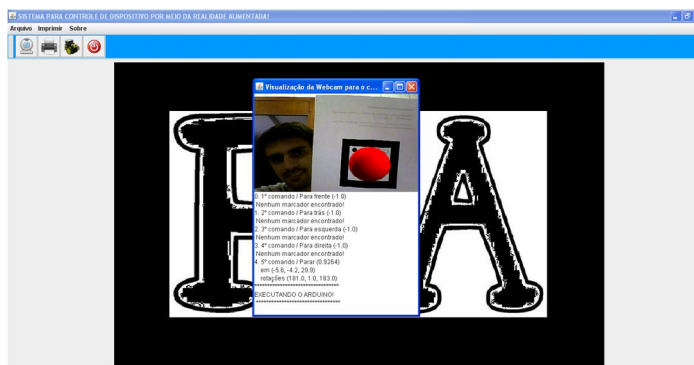 SISTEMA PARA CONTROLE DE DISPOSITIVO POR MEIO DA REALIDADE AUMENTADA!
Arquivo Imprimir Sobre
Visualização da Webcam para o c...
0. 1º comando / Para frente (-1.0)
Nenhum marcador encontrado!
1. 2º comando / Para trás (-1.0)
Nenhum marcador encontrado!
2. 3º comando / Para esquerda (-1.0)
Nenhum marcador encontrado!
3. 4º comando / Para direita (-1.0)
Nenhum marcador encontrado!
4. 5º comando / Parar (0.9264)
em (-5.6, -4.2, 29.9)
rotações (181.0, 1.0, 183.0)
********************************
EXECUTANDO O ARDUINO!
********************************
A